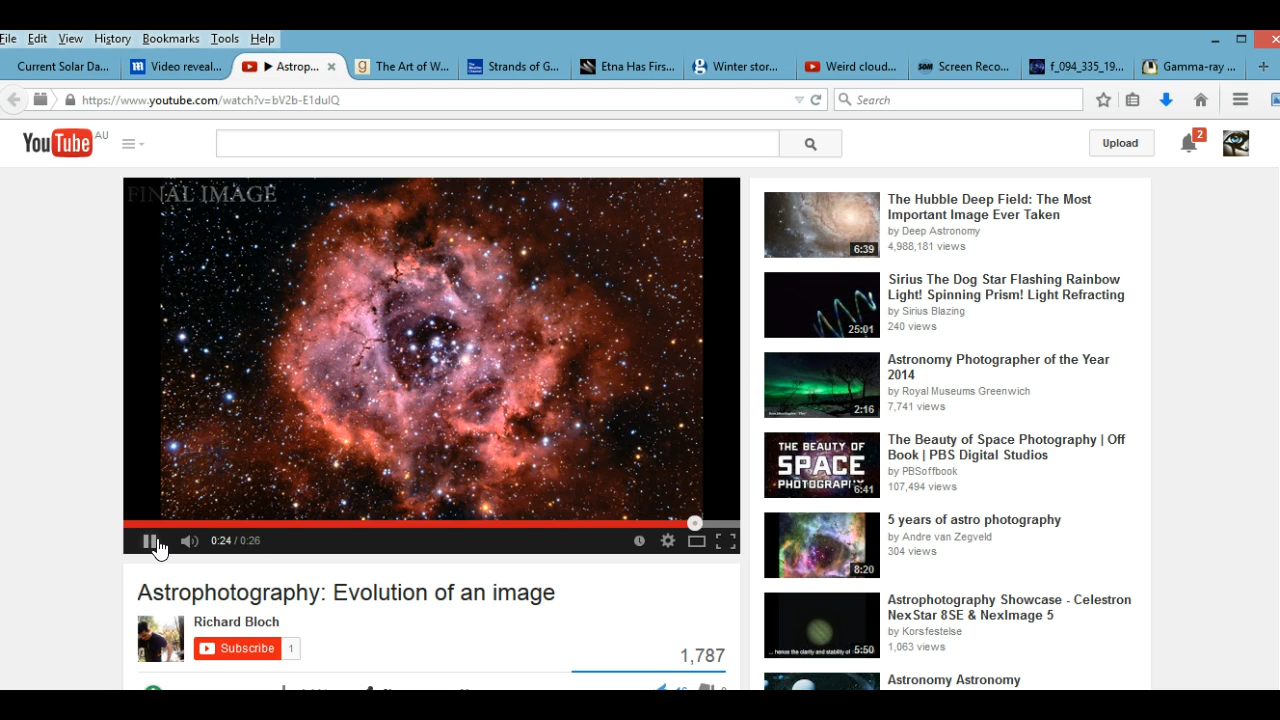 File Edit View History Bookmarks Tools Help
Current Solar Da... Video reveal... Astrop... The Art of W... Strands of G... Etna Has Firs... Winter stor... Weird cloud... Screen Reco... f_094_335_19... Gamma-ray ...
https://www.youtube.com/watch?v=bV2b-E1dulQ
Search
YouTube AU
Upload
2
FINAL IMAGE
0:24 / 0:26
Astrophotography: Evolution of an image
Richard Bloch
Subscribe 1
1,787
The Hubble Deep Field: The Most
Important Image Ever Taken
by Deep Astronomy
4,988,181 views
6:39
Sirius The Dog Star Flashing Rainbow
Light! Spinning Prism! Light Refracting
by Sirius Blazing
240 views
25:01
Astronomy Photographer of the Year
2014
by Royal Museums Greenwich
7,741 views
2:16
THE BEAUTY OF
SPACE
PHOTOGRAPHY
6:41
The Beauty of Space Photography | Off
Book | PBS Digital Studios
by PBSoffbook
107,494 views
5 years of astro photography
by Andre van Zegveld
304 views
8:20
Astrophotography Showcase - Celestron
NexStar 8SE & NexImage 5
by Korsfestelse
1,063 views
... hence the clarity and stability of
5:50
Astronomy Astronomy